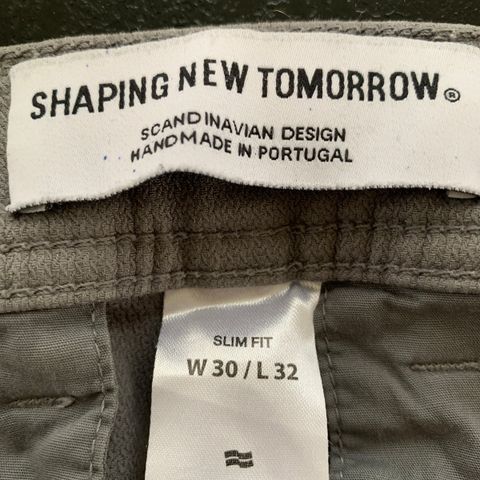 SHAPING NEW TOMORROW®
SCANDINAVIAN DESIGN
HANDMADE IN PORTUGAL
SLIM FIT
W 30 / L 32